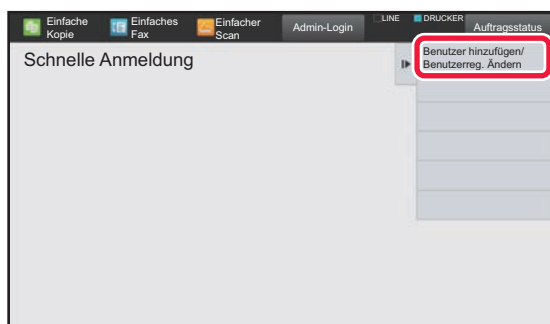 Einfache
Kopie
Einfaches
Fax
Einfacher
Scan
Admin-Login
LINE
DRUCKER
Auftragsstatus
Schnelle Anmeldung
Benutzer hinzufügen/
Benutzerreg. Ändern